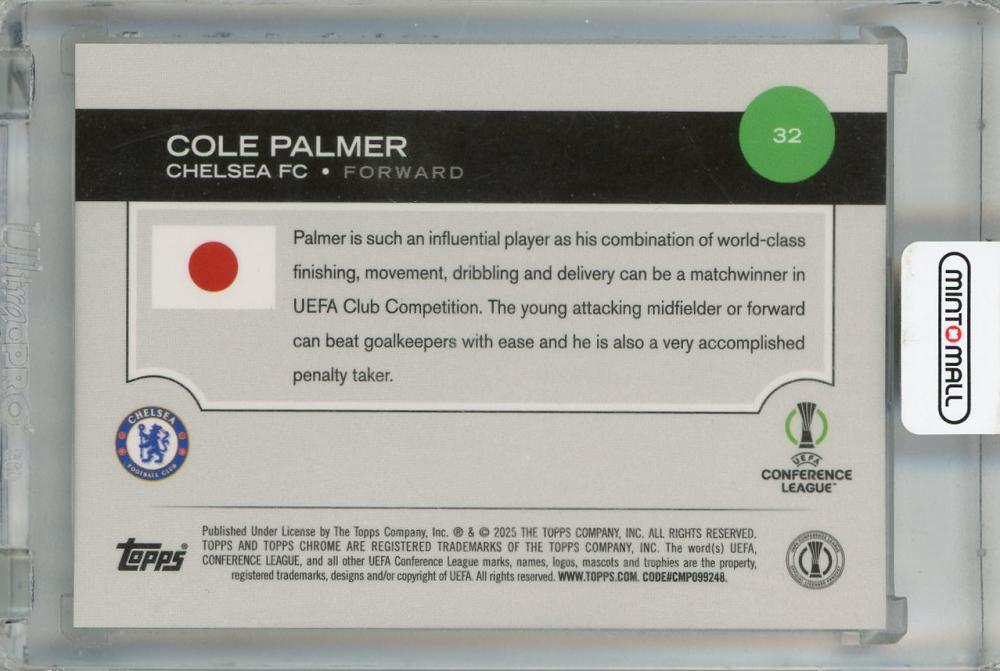 COLE PALMER
CHELSEA FC • FORWARD
32
Palmer is such an influential player as his combination of world-class
finishing, movement, dribbling and delivery can be a matchwinner in
UEFA Club Competition. The young attacking midfielder or forward
can beat goalkeepers with ease and he is also a very accomplished
penalty taker.
CHELSEA
FOOTBALL CLUB
UEFA
CONFERENCE
LEAGUE™
topps®
Published Under License by The Topps Company, Inc. ® & © 2025 THE TOPPS COMPANY, INC. ALL RIGHTS RESERVED.
TOPPS AND TOPPS CHROME ARE REGISTERED TRADEMARKS OF THE TOPPS COMPANY, INC. The word(s) UEFA,
CONFERENCE LEAGUE, and all other UEFA Conference League marks, names, logos, mascots and trophies are the property,
registered trademarks, designs and/or copyright of UEFA. All rights reserved. WWW.TOPPS.COM. CODE#CMP099248.
UltraPRO
MINT MALL